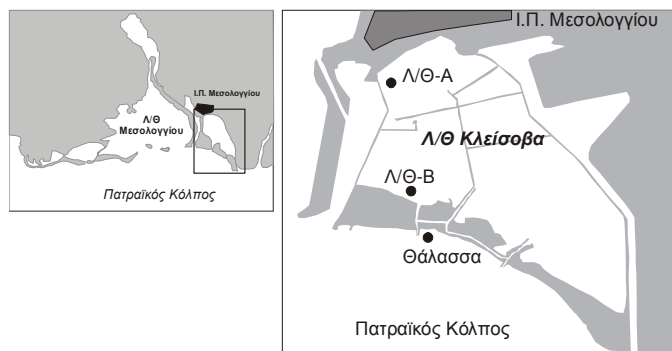 Ι.Π. Μεσολογγίου
Λ/Θ
Μεσολογγίου
Πατραϊκός Κόλπος
Ι.Π. Μεσολογγίου
Λ/Θ-Α
Λ/Θ Κλείσοβα
Λ/Θ-Β
Θάλασσα
Πατραϊκός Κόλπος